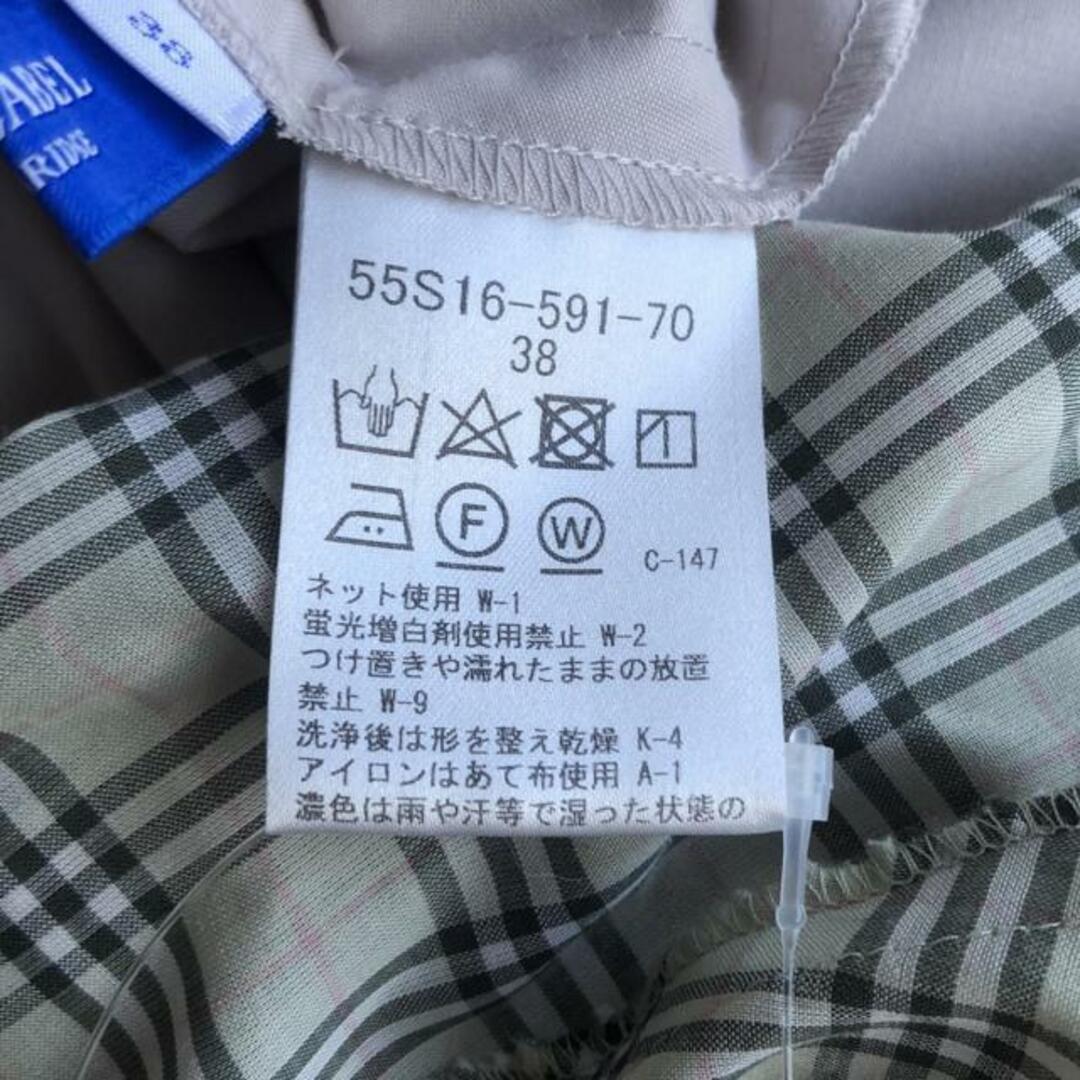 38
LABEL
RIDGE
55S16-591-70
38
F W C-147
ネット使用 W-1
蛍光増白剤使用禁止 W-2
つけ置きや濡れたままの放置
禁止 W-9
洗浄後は形を整え乾燥 K-4
アイロンはあて布使用 A-1
濃色は雨や汗等で湿った状態の